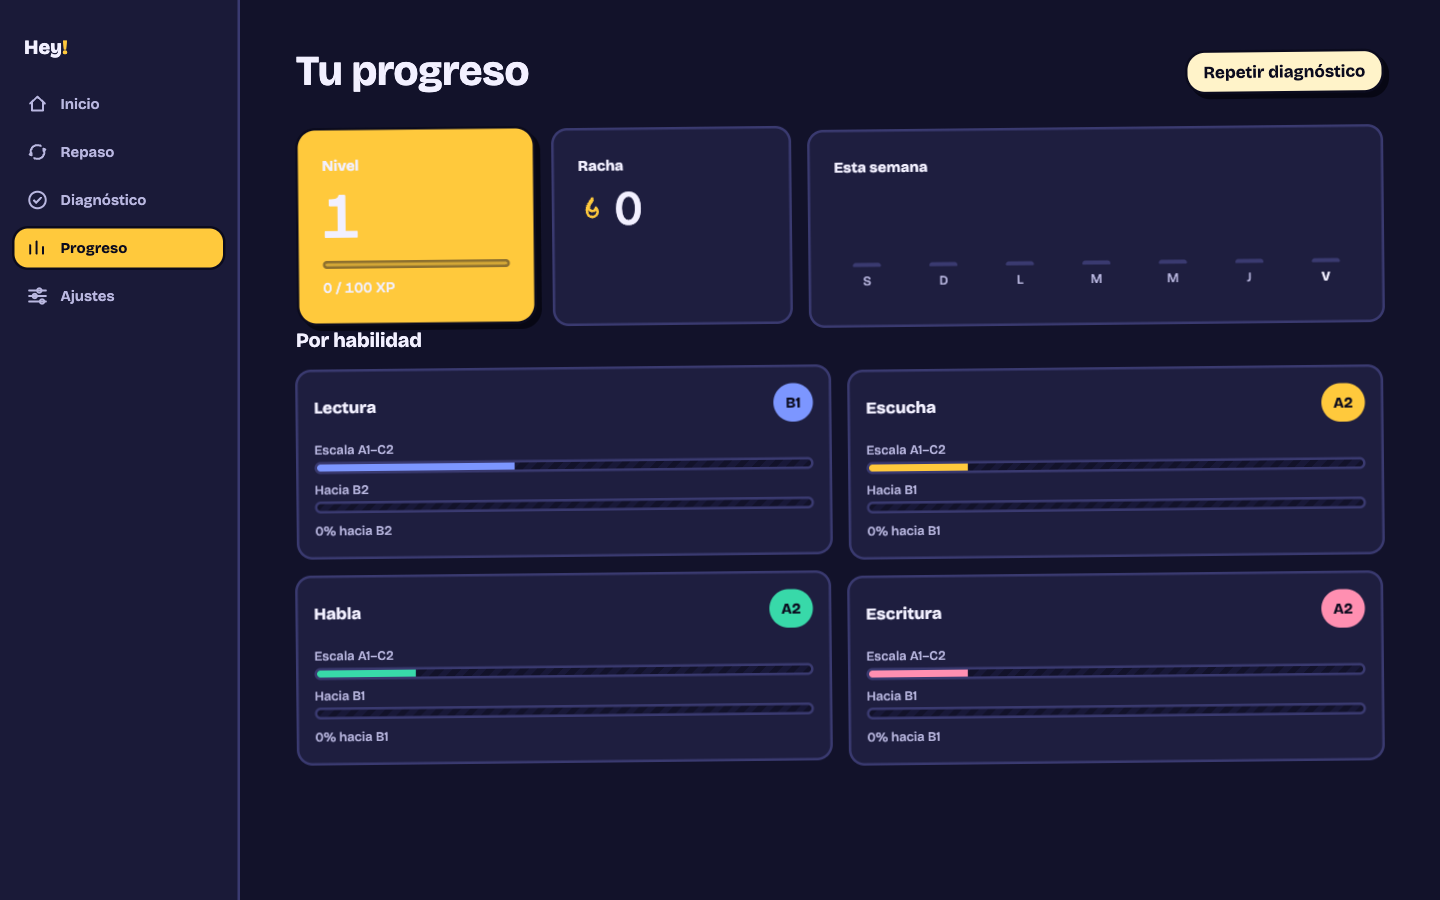 Hey!
Inicio
Repaso
Diagnóstico
Progreso
Ajustes
Tu progreso
Repetir diagnóstico
Nivel
1
0 / 100 XP
Racha
0
Esta semana
S D L M M J V
Por habilidad
Lectura
B1
Escala A1–C2
Hacia B2
0% hacia B2
Escucha
A2
Escala A1–C2
Hacia B1
0% hacia B1
Habla
A2
Escala A1–C2
Hacia B1
0% hacia B1
Escritura
A2
Escala A1–C2
Hacia B1
0% hacia B1